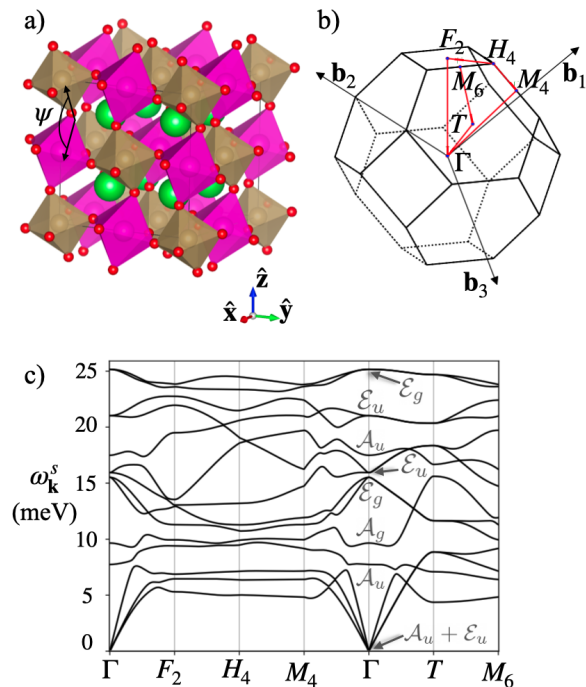 a)
ψ
ẑ
x̂
ŷ
b)
F₂
H₄
b₁
b₂
M₆
M₄
T
Γ
b₃
c)
25
20
15
10
5
0
ωₖˢ
(meV)
ℰg
ℰu
𝒜u
ℰu
ℰg
𝒜g
𝒜u
𝒜u + ℰu
Γ F₂ H₄ M₄ Γ T M₆